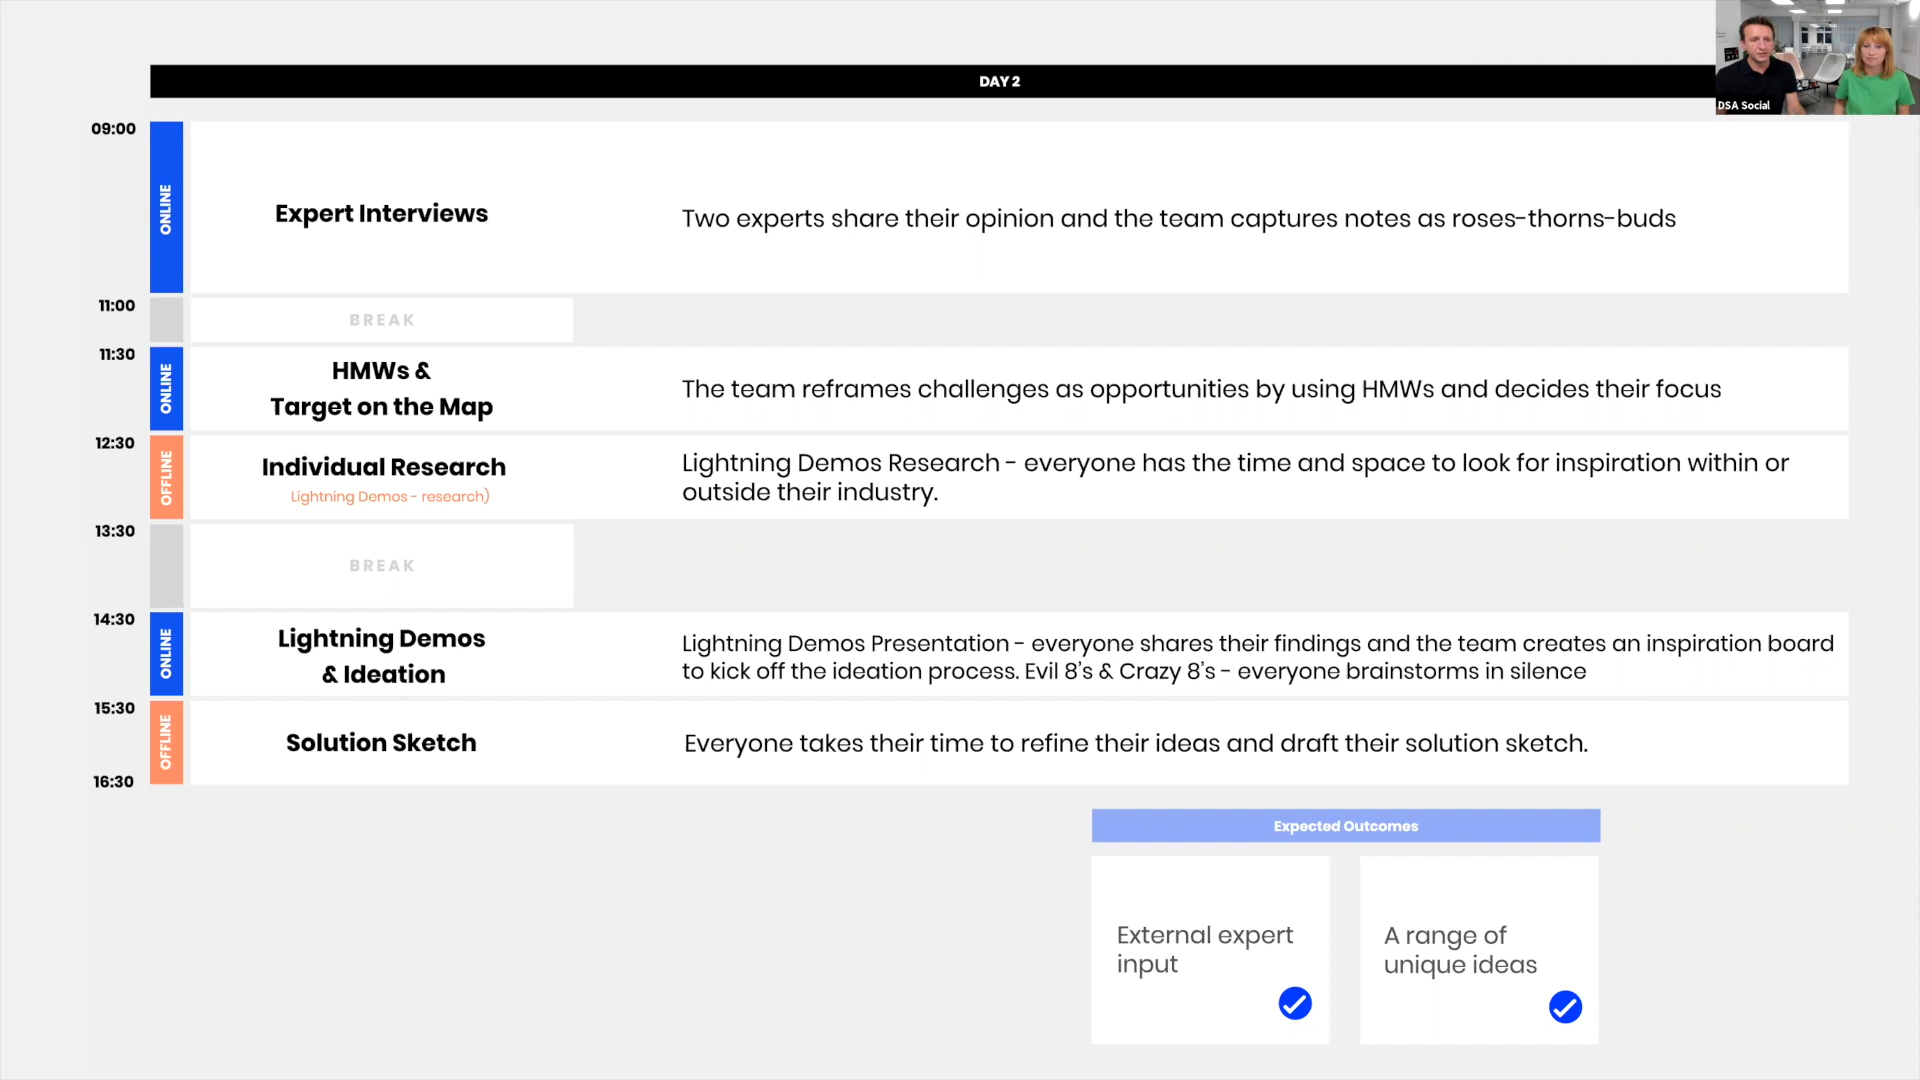 DAY 2
DSA Social
09:00
ONLINE
Expert Interviews
Two experts share their opinion and the team captures notes as roses-thorns-buds
11:00
BREAK
11:30
ONLINE
HMWs &
Target on the Map
The team reframes challenges as opportunities by using HMWs and decides their focus
12:30
OFFLINE
Individual Research
Lightning Demos - research)
Lightning Demos Research - everyone has the time and space to look for inspiration within or
outside their industry.
13:30
BREAK
14:30
ONLINE
Lightning Demos
& Ideation
Lightning Demos Presentation - everyone shares their findings and the team creates an inspiration board
to kick off the ideation process. Evil 8's & Crazy 8's - everyone brainstorms in silence
15:30
OFFLINE
Solution Sketch
Everyone takes their time to refine their ideas and draft their solution sketch.
16:30
Expected Outcomes
External expert
input
A range of
unique ideas